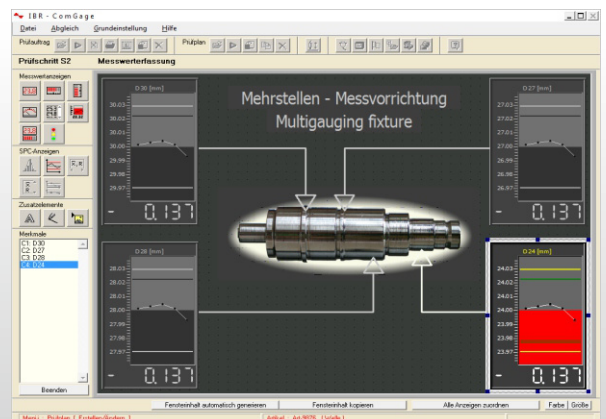 IBR - ComGage
Datei Abgleich Grundeinstellung Hilfe
Prüfauftrag Prüfplan
Prüfschritt S2 Messwerterfassung
Messwertanzeigen
SPC-Anzeigen
Zusatzelemente
Merkmale
C1: D30
C2: D27
C3: D28
C4: D24
Beenden
D30 [mm]
30.03
30.02
30.01
30.00
29.99
29.98
29.97
- 0.137
Mehrstellen - Messvorrichtung
Multigauging fixture
D27 [mm]
27.03
27.02
27.01
27.00
26.99
26.98
26.97
- 0.137
D28 [mm]
28.03
28.02
28.01
28.00
27.99
27.98
27.97
- 0.137
D24 [mm]
24.03
24.02
24.01
24.00
23.99
23.98
23.97
- 0.137
Fensterinhalt automatisch generieren Fensterinhalt kopieren Alle Anzeigen zuordnen Farbe Größe
Menü Prüfplan [ Erstellen/ändern ]